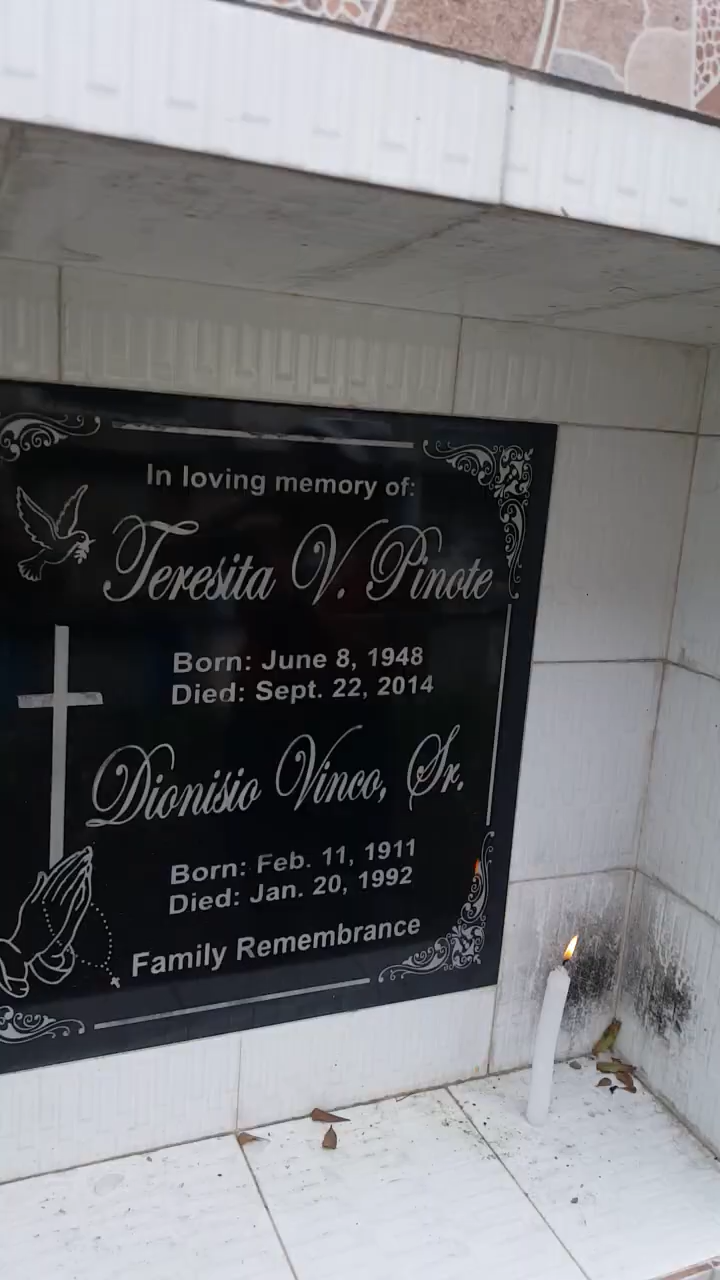 In loving memory of:
Teresita V. Pinote
Born: June 8, 1948
Died: Sept. 22, 2014
Dionisio Vinco, Sr.
Born: Feb. 11, 1911
Died: Jan. 20, 1992
Family Remembrance